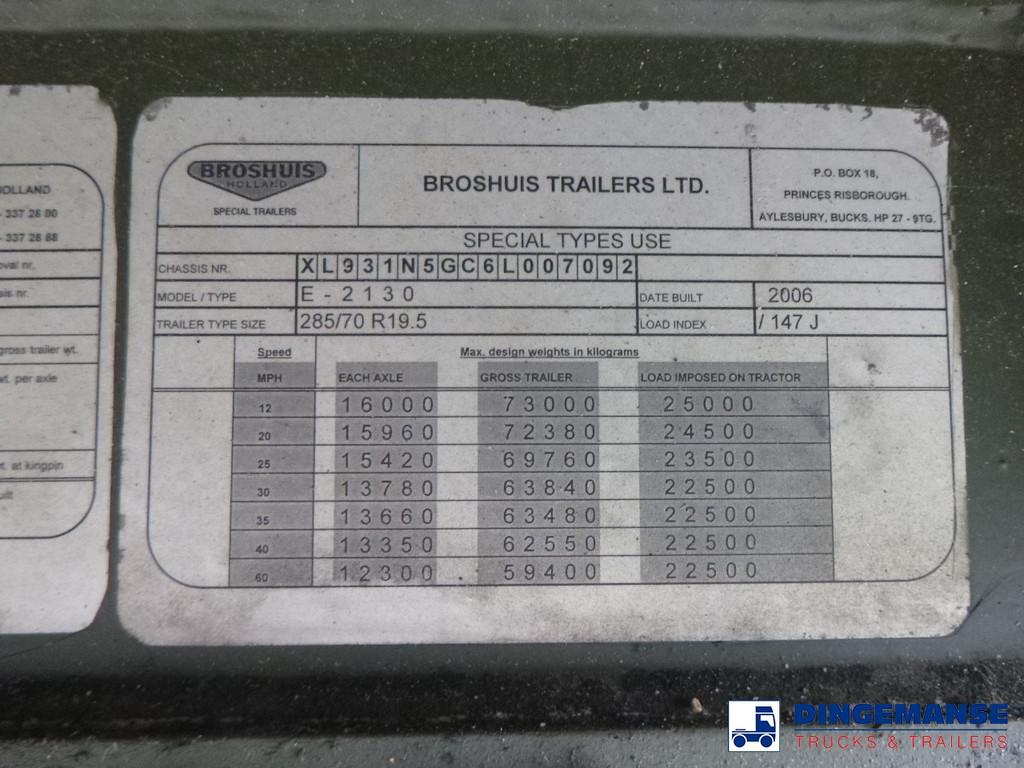 HOLLAND
- 337 28 00
- 337 28 88
oval nr.
sis nr.
gross trailer wt.
wt. per axle
wt. at kingpin
uilt
BROSHUIS
HOLLAND
SPECIAL TRAILERS
BROSHUIS TRAILERS LTD.
P.O. BOX 18,
PRINCES RISBOROUGH.
AYLESBURY, BUCKS. HP 27 - 9TG.
SPECIAL TYPES USE
CHASSIS NR. XL931N5GC6L007092
MODEL / TYPE E - 2130 DATE BUILT 2006
TRAILER TYPE SIZE 285/70 R19.5 LOAD INDEX / 147 J
Speed Max. design weights in kilograms
MPH EACH AXLE GROSS TRAILER LOAD IMPOSED ON TRACTOR
12 16000 73000 25000
20 15960 72380 24500
25 15420 69760 23500
30 13780 63840 22500
35 13660 63480 22500
40 13350 62550 22500
60 12300 59400 22500
DINGEMANSE
TRUCKS & TRAILERS